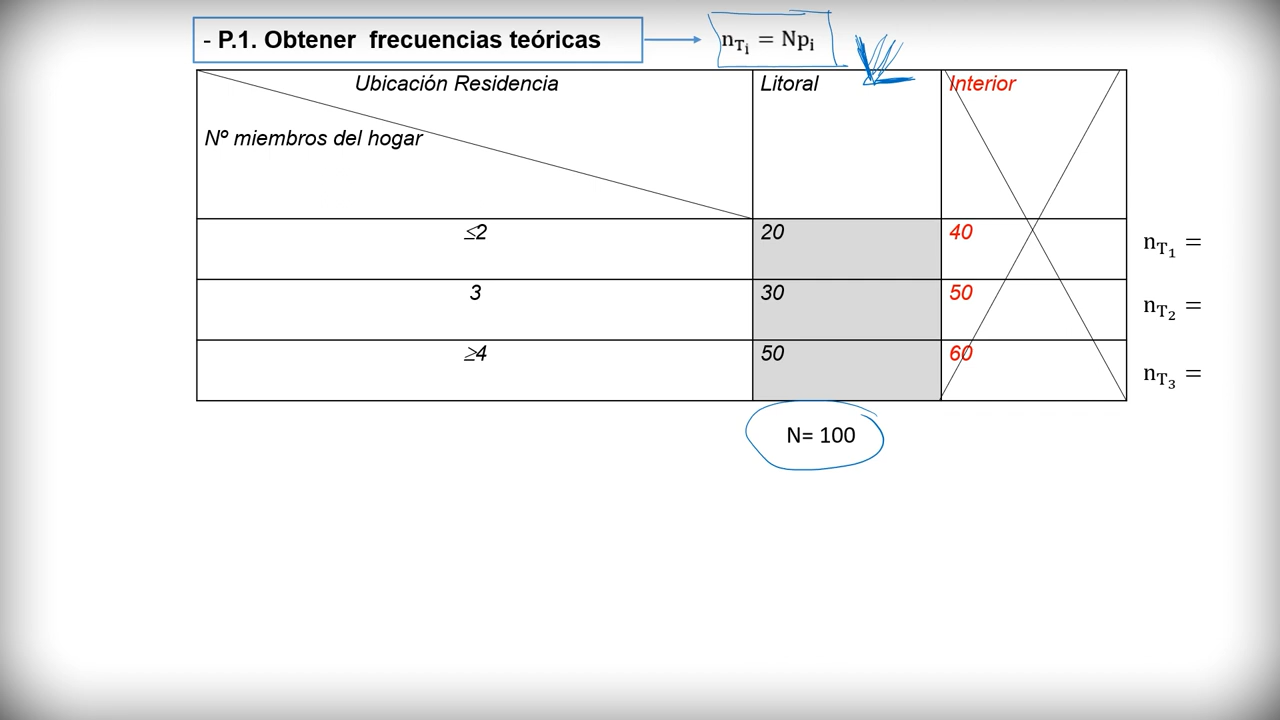 - P.1. Obtener frecuencias teóricas
n_{T_i} = Np_i
Ubicación Residencia
Litoral
Interior
Nº miembros del hogar
≤2
20
40
n_{T_1} =
3
30
50
n_{T_2} =
≥4
50
60
n_{T_3} =
N= 100